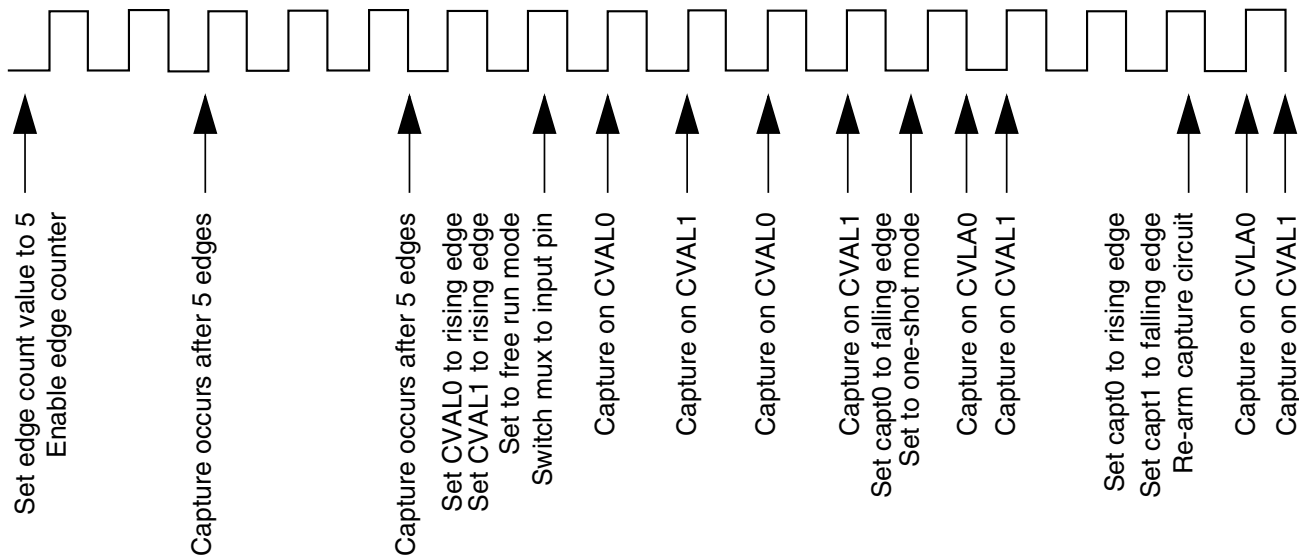 Set edge count value to 5
Enable edge counter
Capture occurs after 5 edges
Capture occurs after 5 edges
Set CVAL0 to rising edge
Set CVAL1 to rising edge
Set to free run mode
Switch mux to input pin
Capture on CVAL0
Capture on CVAL1
Capture on CVAL0
Capture on CVAL1
Set capt0 to falling edge
Set to one-shot mode
Capture on CVLA0
Capture on CVAL1
Set capt0 to rising edge
Set capt1 to falling edge
Re-arm capture circuit
Capture on CVLA0
Capture on CVAL1